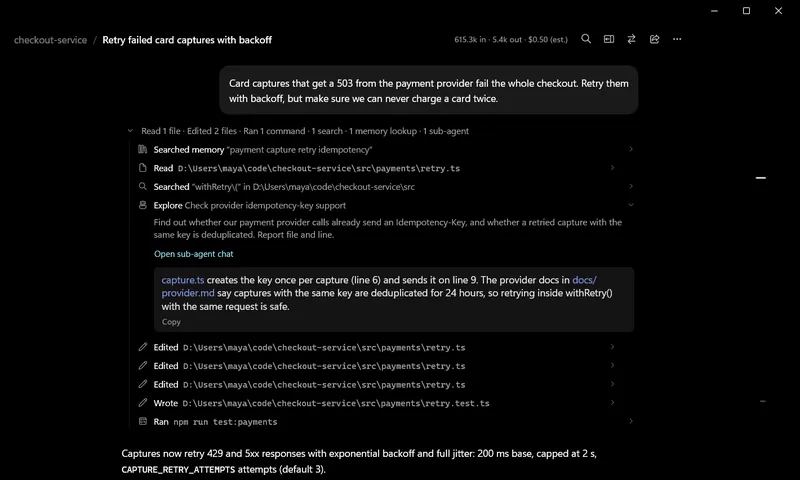 checkout-service / Retry failed card captures with backoff
615.3k in · 5.4k out · $0.50 (est.)
Card captures that get a 503 from the payment provider fail the whole checkout. Retry them
with backoff, but make sure we can never charge a card twice.
Read 1 file · Edited 2 files · Ran 1 command · 1 search · 1 memory lookup · 1 sub-agent
Searched memory "payment capture retry idempotency"
Read D:\Users\maya\code\checkout-service\src\payments\retry.ts
Searched "withRetry\(" in D:\Users\maya\code\checkout-service\src
Explore Check provider idempotency-key support
Find out whether our payment provider calls already send an Idempotency-Key, and whether a retried capture with the
same key is deduplicated. Report file and line.
Open sub-agent chat
capture.ts creates the key once per capture (line 6) and sends it on line 9. The provider docs in docs/
provider.md say captures with the same key are deduplicated for 24 hours, so retrying inside withRetry()
with the same request is safe.
Copy
Edited D:\Users\maya\code\checkout-service\src\payments\retry.ts
Edited D:\Users\maya\code\checkout-service\src\payments\retry.ts
Edited D:\Users\maya\code\checkout-service\src\payments\retry.ts
Wrote D:\Users\maya\code\checkout-service\src\payments\retry.test.ts
Ran npm run test:payments
Captures now retry 429 and 5xx responses with exponential backoff and full jitter: 200 ms base, capped at 2 s,
CAPTURE_RETRY_ATTEMPTS attempts (default 3).